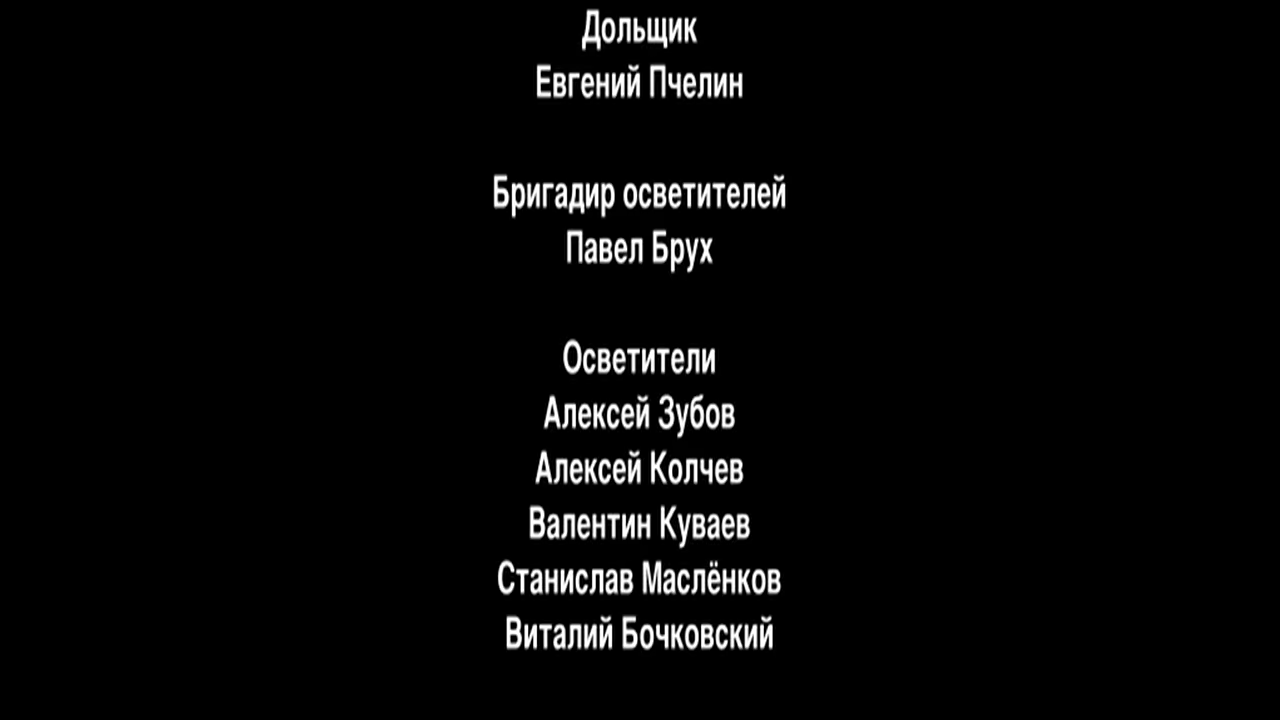 Дольщик
Евгений Пчелин
Бригадир осветителей
Павел Брух
Осветители
Алексей Зубов
Алексей Колчев
Валентин Куваев
Станислав Маслёнков
Виталий Бочковский